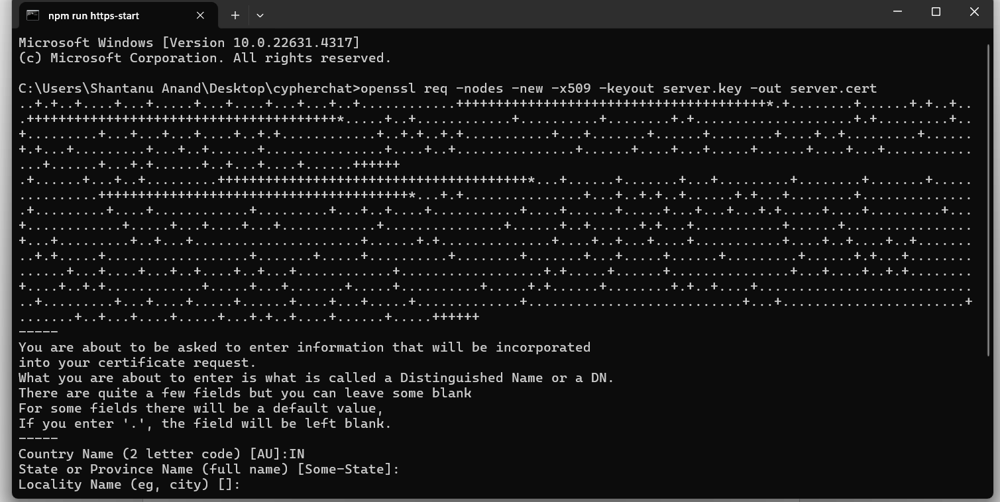 npm run https-start
Microsoft Windows [Version 10.0.22631.4317]
(c) Microsoft Corporation. All rights reserved.
C:\Users\Shantanu Anand\Desktop\cypherchat>openssl req -nodes -new -x509 -keyout server.key -out server.cert
-----
You are about to be asked to enter information that will be incorporated
into your certificate request.
What you are about to enter is what is called a Distinguished Name or a DN.
There are quite a few fields but you can leave some blank
For some fields there will be a default value,
If you enter '.', the field will be left blank.
-----
Country Name (2 letter code) [AU]:IN
State or Province Name (full name) [Some-State]:
Locality Name (eg, city) []: